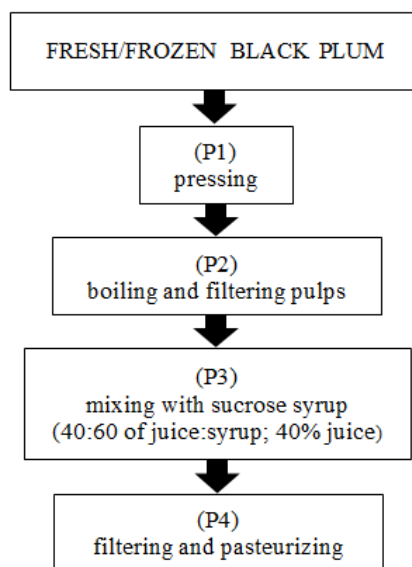 FRESH/FROZEN BLACK PLUM
(P1)
pressing
(P2)
boiling and filtering pulps
(P3)
mixing with sucrose syrup
(40:60 of juice:syrup; 40% juice)
(P4)
filtering and pasteurizing